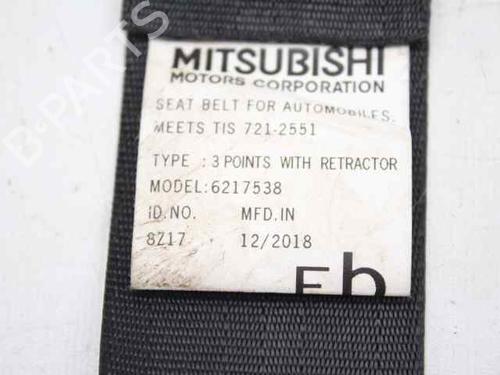 MITSUBISHI
MOTORS CORPORATION
SEAT BELT FOR AUTOMOBILES.
MEETS TIS 721-2551
TYPE : 3 POINTS WITH RETRACTOR
MODEL:6217538
ID.NO. MFD.IN
8Z17 12/2018
Eb
B-PARTS